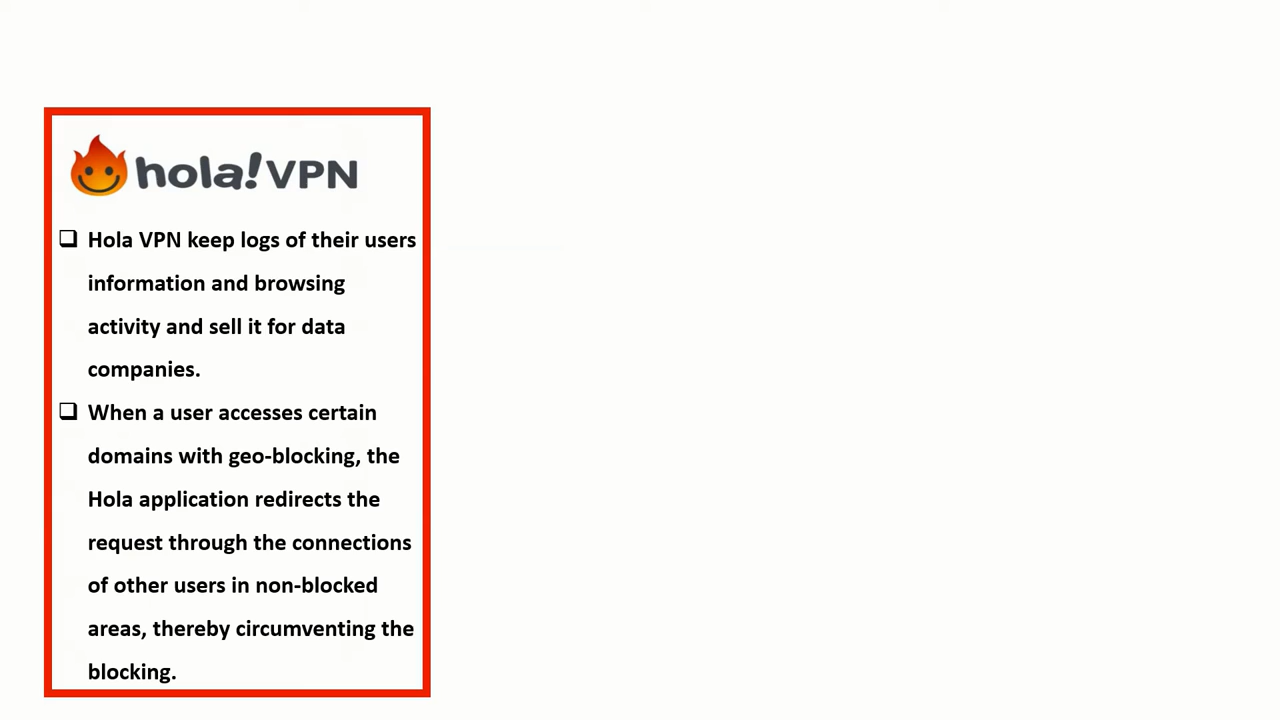 hola!VPN
❑ Hola VPN keep logs of their users
information and browsing
activity and sell it for data
companies.
❑ When a user accesses certain
domains with geo-blocking, the
Hola application redirects the
request through the connections
of other users in non-blocked
areas, thereby circumventing the
blocking.